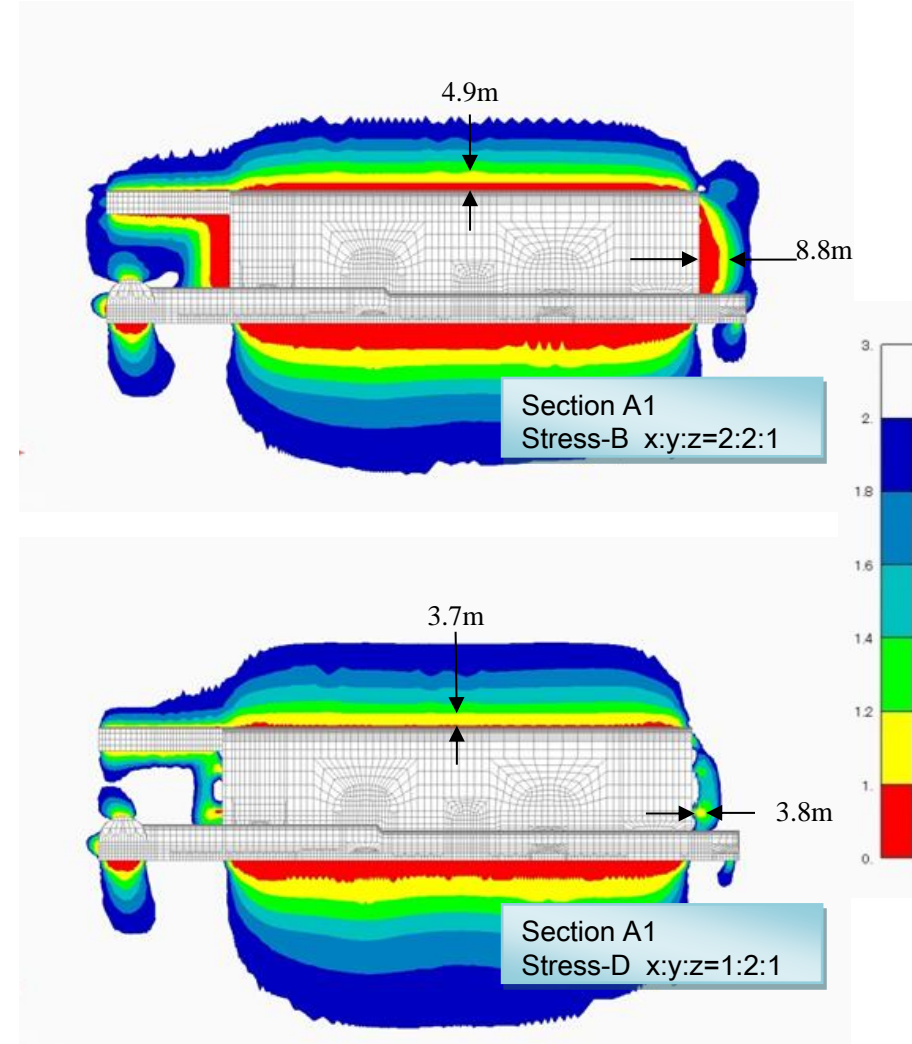 4.9m
8.8m
Section A1
Stress-B x:y:z=2:2:1
3.
2.
1.8
1.6
1.4
1.2
1.
0.
3.7m
3.8m
Section A1
Stress-D x:y:z=1:2:1